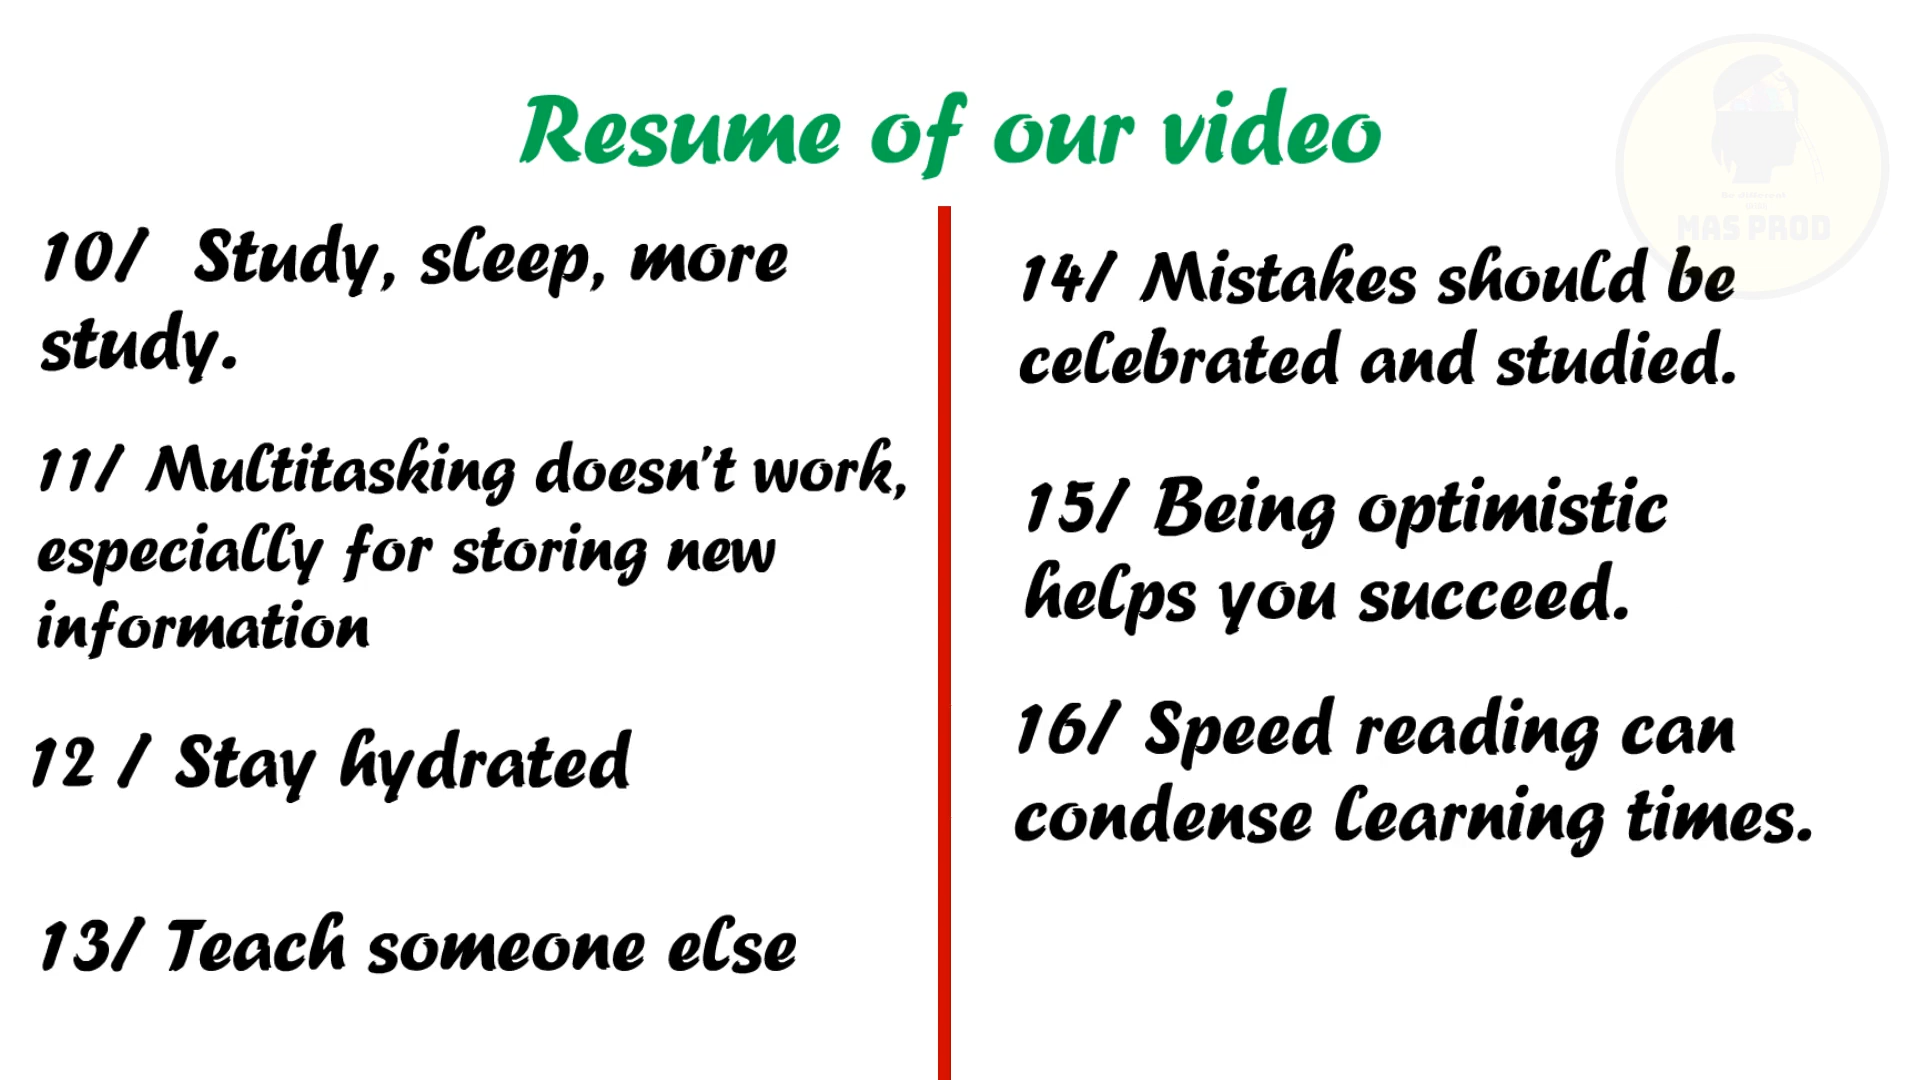 Resume of our video
10/ Study, sleep, more
study.
11/ Multitasking doesn't work,
especially for storing new
information
12 / Stay hydrated
13/ Teach someone else
14/ Mistakes should be
celebrated and studied.
15/ Being optimistic
helps you succeed.
16/ Speed reading can
condense learning times.
MAS PROD